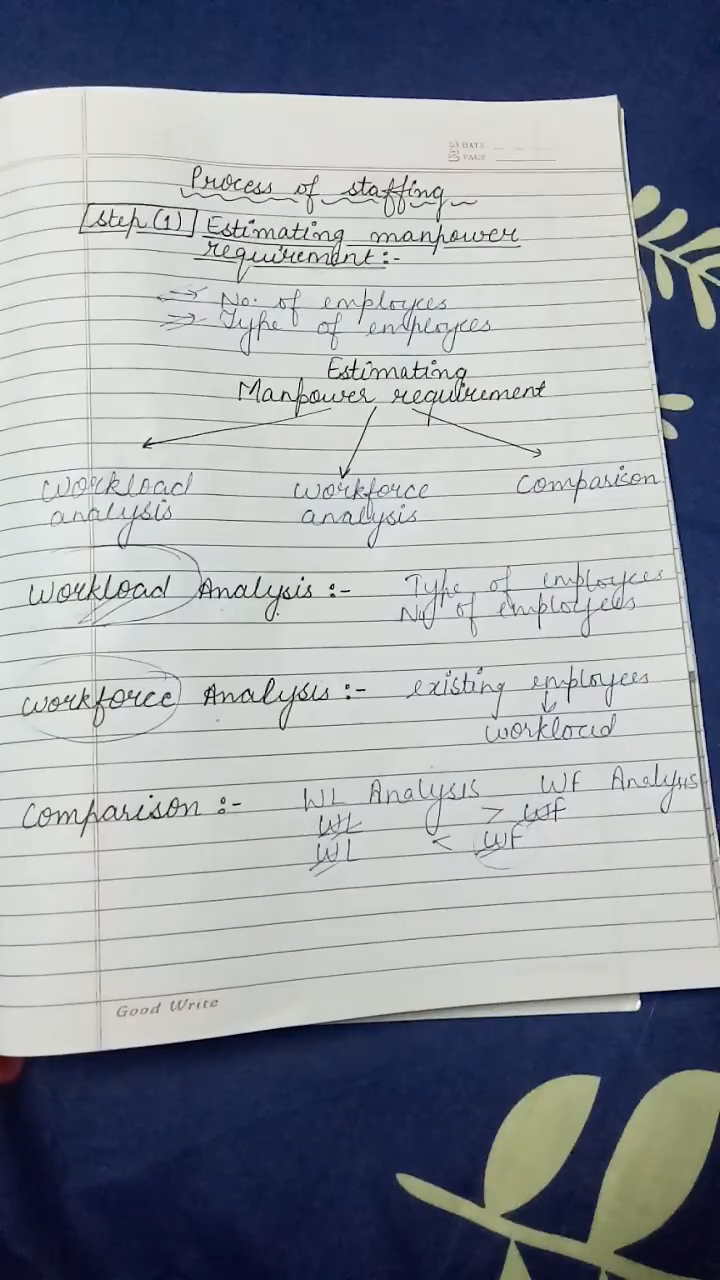 DATE
PAGE
Process of staffing
step (1) Estimating manpower
requirement:-
→ No. of employees
⇒ Type of employees
Estimating
Manpower requirement
Workload analysis
Workforce analysis
Comparison
Workload Analysis :- Type of employees
No of employees
Workforce Analysis :- existing employees
↓
workload
Comparison :- WL Analysis WF Analysis
WL > WF
WL < WF
Good Write